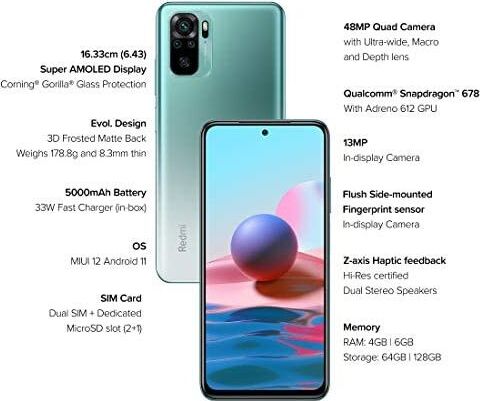 16.33cm (6.43)
Super AMOLED Display
Corning® Gorilla® Glass Protection
Evol. Design
3D Frosted Matte Back
Weighs 178.8g and 8.3mm thin
5000mAh Battery
33W Fast Charger (in-box)
OS
MIUI 12 Android 11
SIM Card
Dual SIM + Dedicated
MicroSD slot (2+1)
Redmi
48MP Quad Camera
with Ultra-wide, Macro
and Depth lens
Qualcomm® Snapdragon™ 678
With Adreno 612 GPU
13MP
In-display Camera
Flush Side-mounted
Fingerprint sensor
In-display Camera
Z-axis Haptic feedback
Hi-Res certified
Dual Stereo Speakers
Memory
RAM: 4GB | 6GB
Storage: 64GB | 128GB